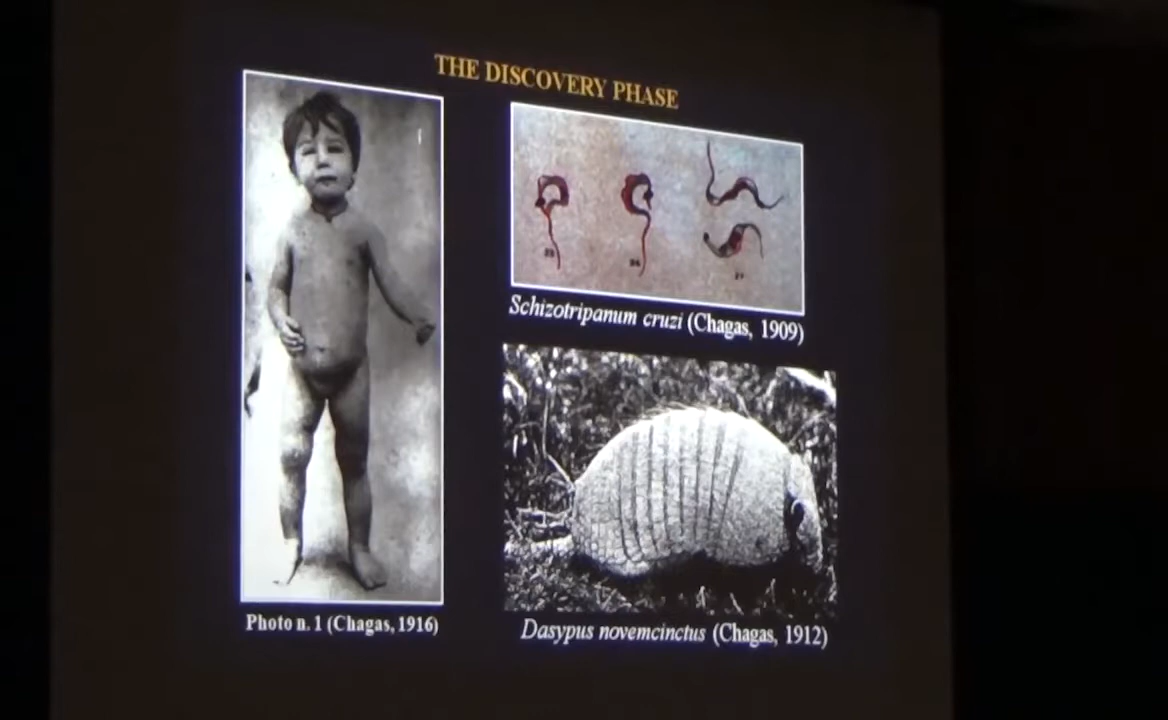 THE DISCOVERY PHASE
Schizotripanum cruzi (Chagas, 1909)
Photo n. 1 (Chagas, 1916)
Dasypus novemcinctus (Chagas, 1912)